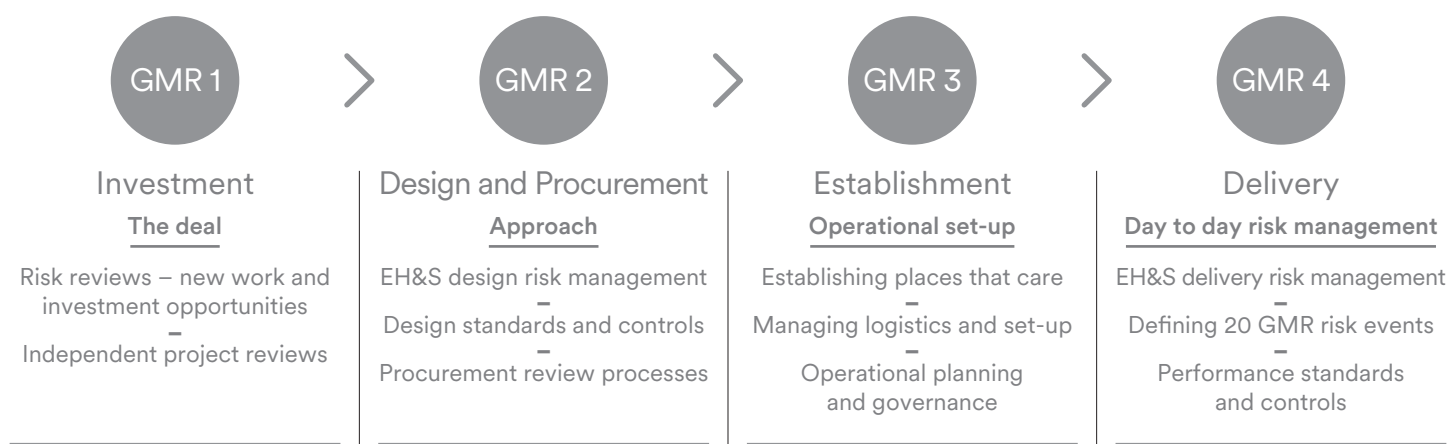 GMR 1
GMR 2
GMR 3
GMR 4
Investment
The deal
Risk reviews – new work and
investment opportunities
–
Independent project reviews
Design and Procurement
Approach
EH&S design risk management
–
Design standards and controls
–
Procurement review processes
Establishment
Operational set-up
Establishing places that care
–
Managing logistics and set-up
–
Operational planning
and governance
Delivery
Day to day risk management
EH&S delivery risk management
–
Defining 20 GMR risk events
–
Performance standards
and controls